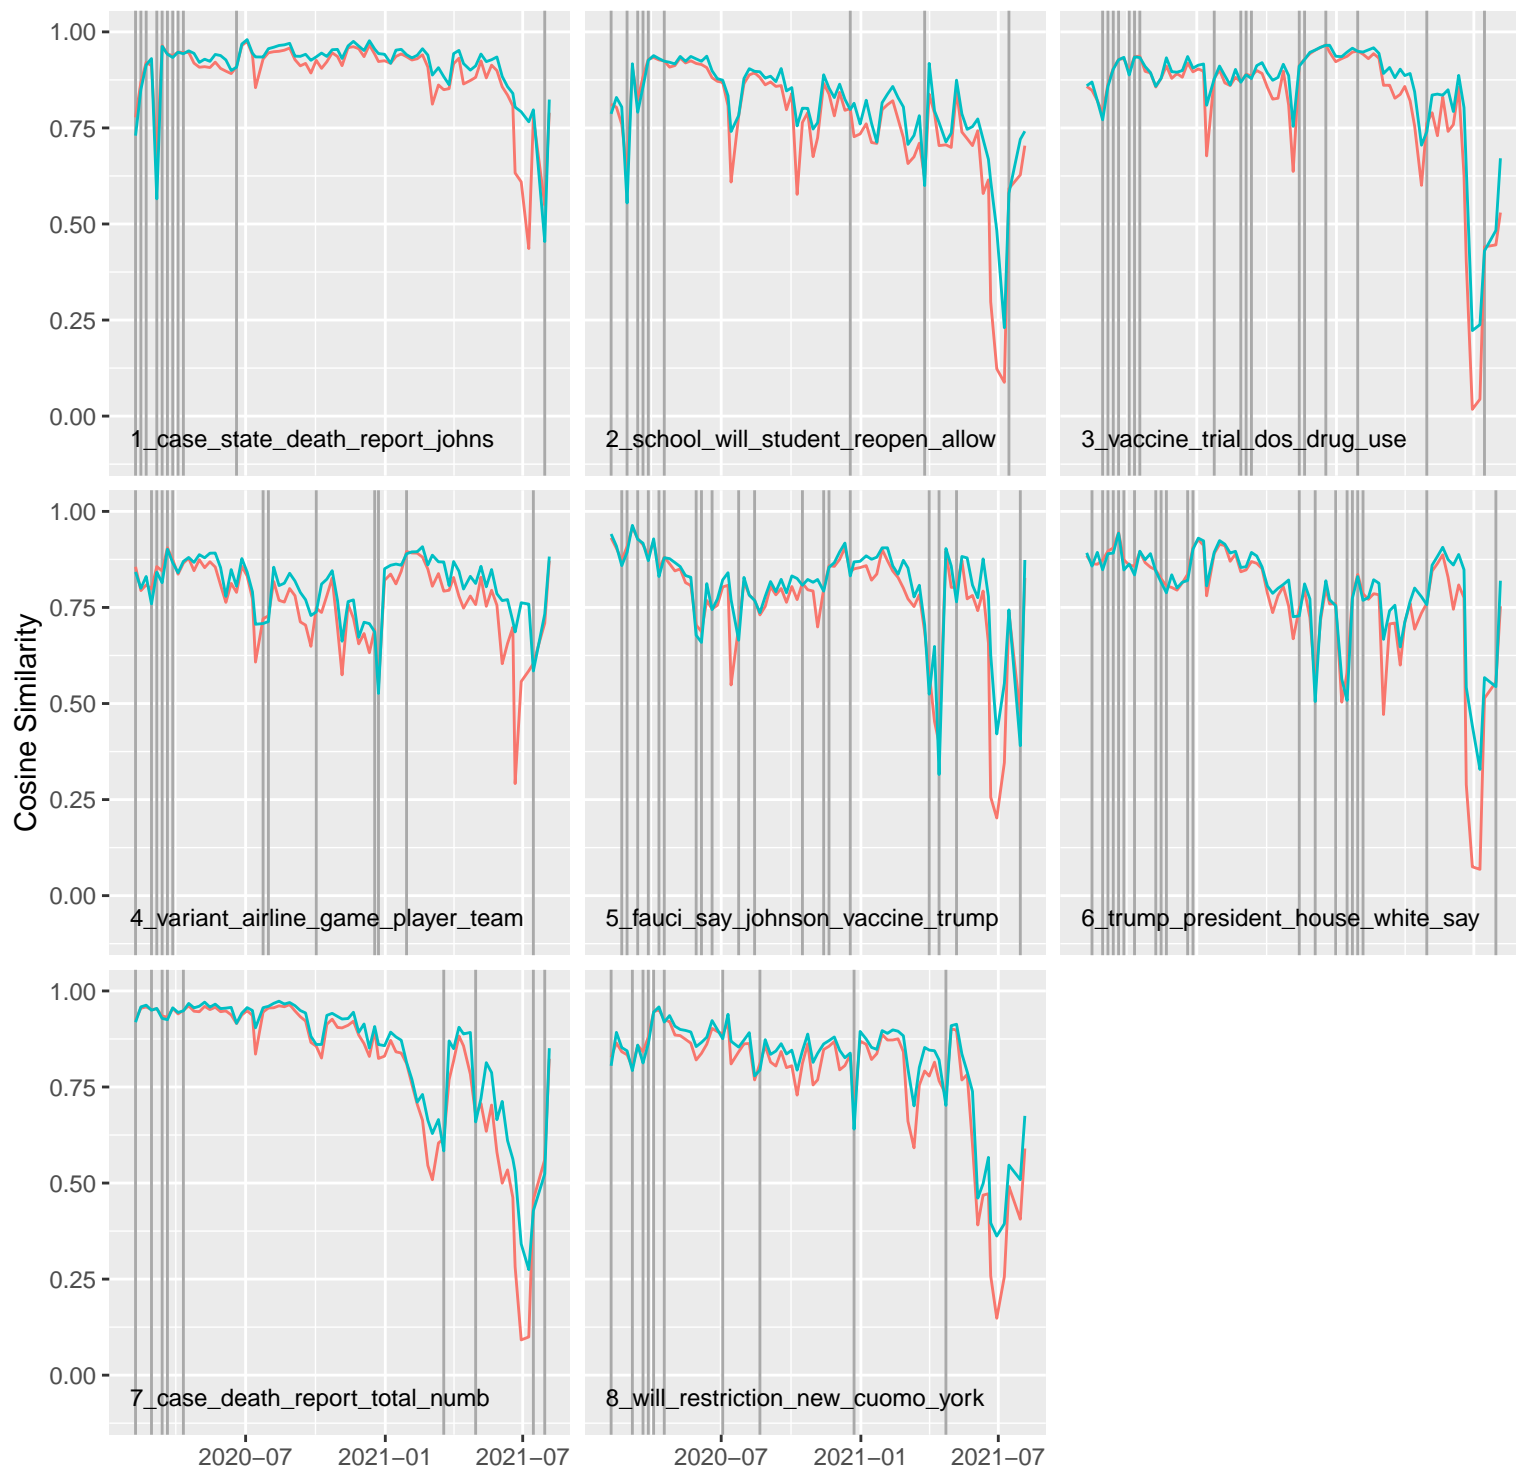 1.00
0.75
0.50
0.25
0.00
1_case_state_death_report_johns
2_school_will_student_reopen_allow
3_vaccine_trial_dos_drug_use
Cosine Similarity
1.00
0.75
0.50
0.25
0.00
4_variant_airline_game_player_team
5_fauci_say_johnson_vaccine_trump
6_trump_president_house_white_say
1.00
0.75
0.50
0.25
0.00
7_case_death_report_total_numb
8_will_restriction_new_cuomo_york
2020−07
2021−01
2021−07
2020−07
2021−01
2021−07